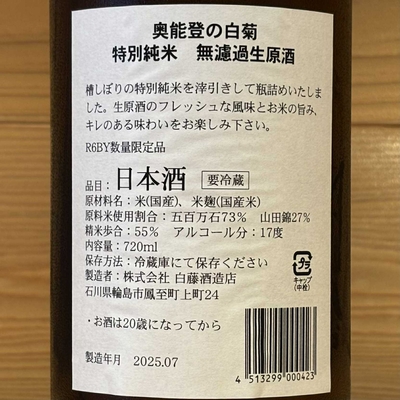 奥能登の白菊
特別純米 無濾過生原酒
槽しぼりの特別純米を滓引きして瓶詰めいたしま
した。生原酒のフレッシュな風味とお米の旨み、
キレのある味わいをお楽しみ下さい。
R6BY数量限定品
品目：日本酒 要冷蔵
原材料名：米(国産)、米麹(国産米)
原料米使用割合：五百万石73% 山田錦27%
精米歩合：55% アルコール分：17度
内容量：720ml
保存方法：冷蔵庫にて保存ください
製造者：株式会社 白藤酒造店
石川県輪島市鳳至町上町24
プラ
キャップ
(中栓)
・お酒は20歳になってから
製造年月 2025.07
4 513299 000423